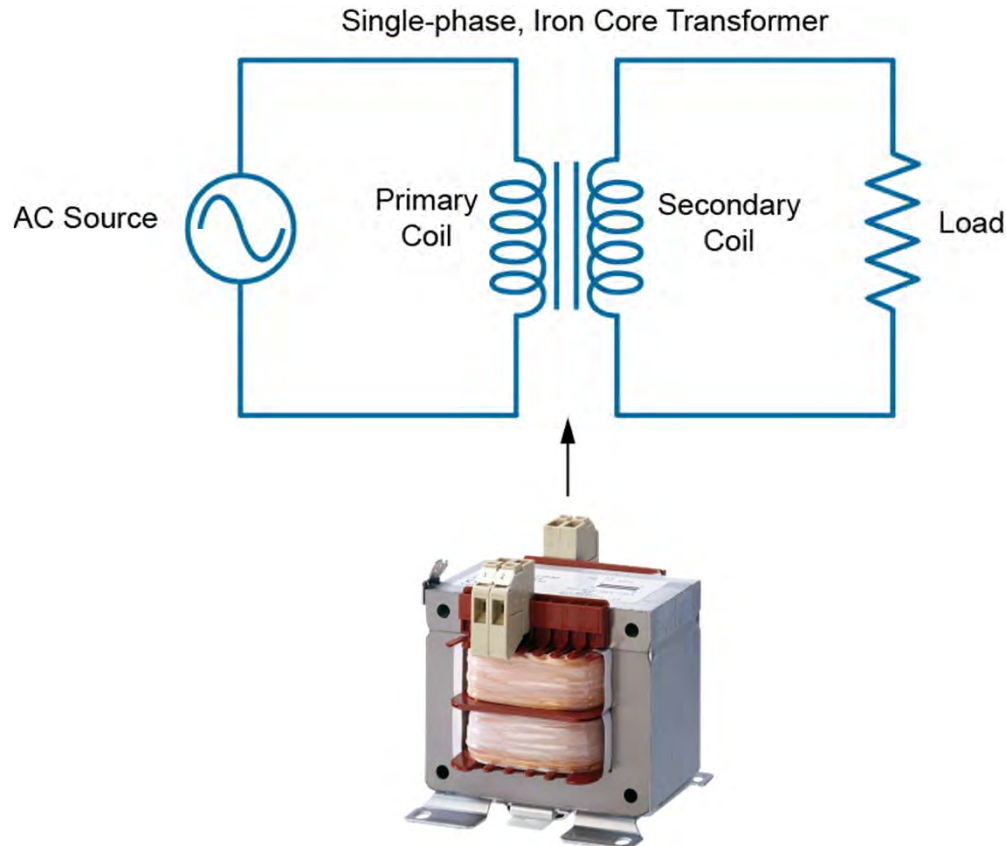 Single-phase, Iron Core Transformer
AC Source
Primary
Coil
Secondary
Coil
Load